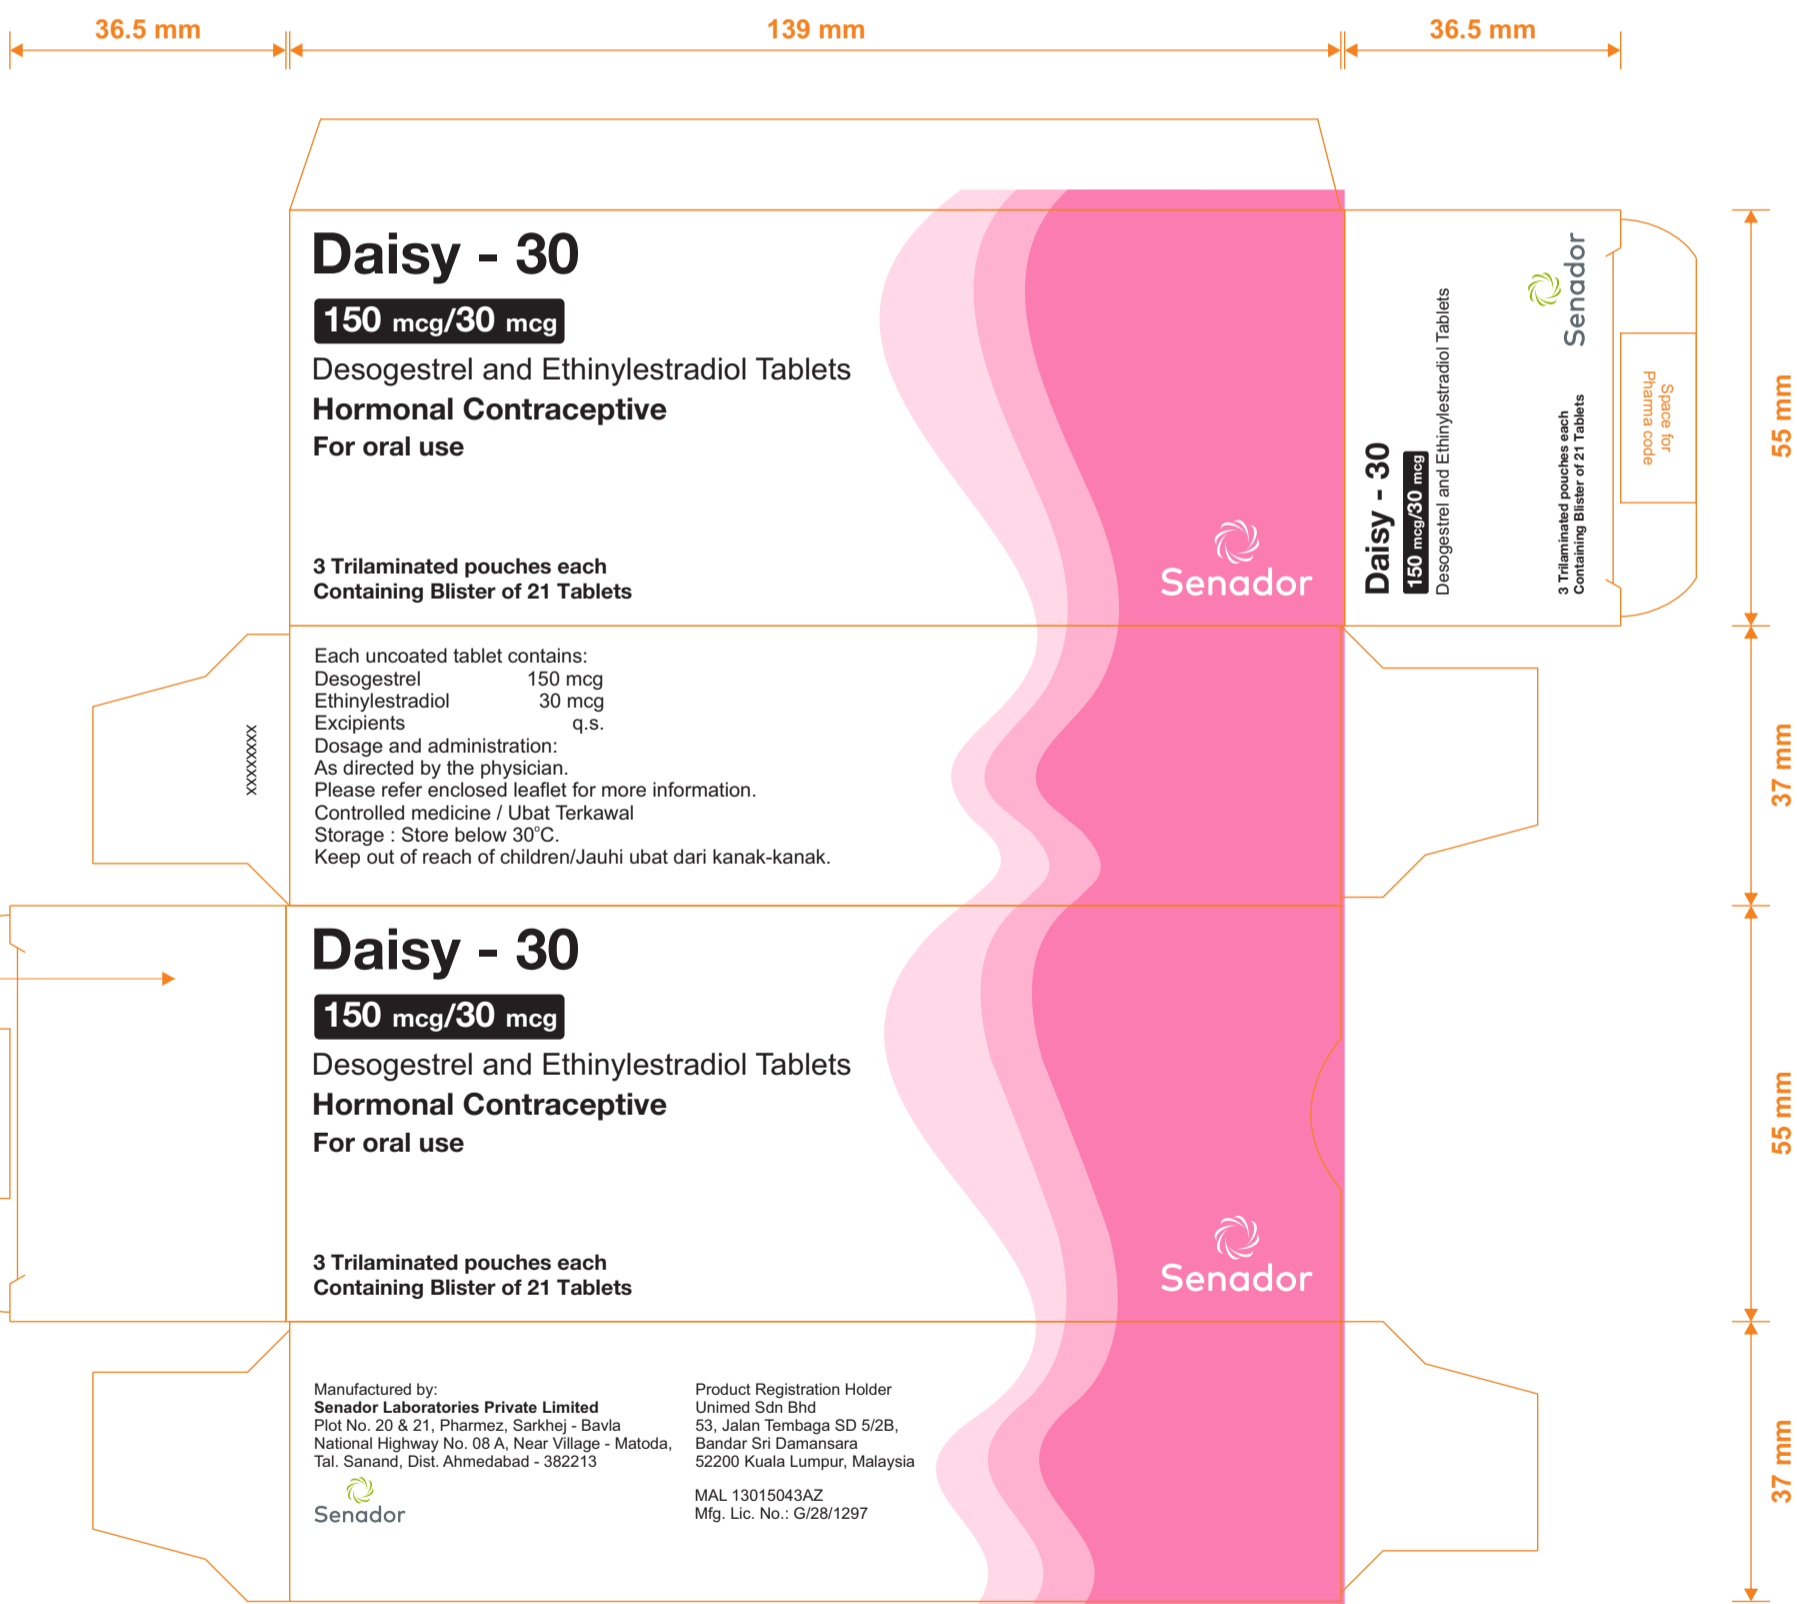 36.5 mm
139 mm
36.5 mm
Daisy - 30
150 mcg/30 mcg
Desogestrel and Ethinylestradiol Tablets
Hormonal Contraceptive
For oral use
3 Trilaminated pouches each
Containing Blister of 21 Tablets
Senador
Daisy - 30
150 mcg/30 mcg
Desogestrel and Ethinylestradiol Tablets
Senador
3 Trilaminated pouches each
Containing Blister of 21 Tablets
Space for
Pharma code
55 mm
Each uncoated tablet contains:
Desogestrel 150 mcg
Ethinylestradiol 30 mcg
Excipients q.s.
Dosage and administration:
As directed by the physician.
Please refer enclosed leaflet for more information.
Controlled medicine / Ubat Terkawal
Storage : Store below 30°C.
Keep out of reach of children/Jauhi ubat dari kanak-kanak.
xxxxxxxxx
37 mm
Daisy - 30
150 mcg/30 mcg
Desogestrel and Ethinylestradiol Tablets
Hormonal Contraceptive
For oral use
3 Trilaminated pouches each
Containing Blister of 21 Tablets
Senador
55 mm
Manufactured by:
Senador Laboratories Private Limited
Plot No. 20 & 21, Pharmez, Sarkhej - Bavla
National Highway No. 08 A, Near Village - Matoda,
Tal. Sanand, Dist. Ahmedabad - 382213
Senador
Product Registration Holder
Unimed Sdn Bhd
53, Jalan Tembaga SD 5/2B,
Bandar Sri Damansara
52200 Kuala Lumpur, Malaysia
MAL 13015043AZ
Mfg. Lic. No.: G/28/1297
37 mm